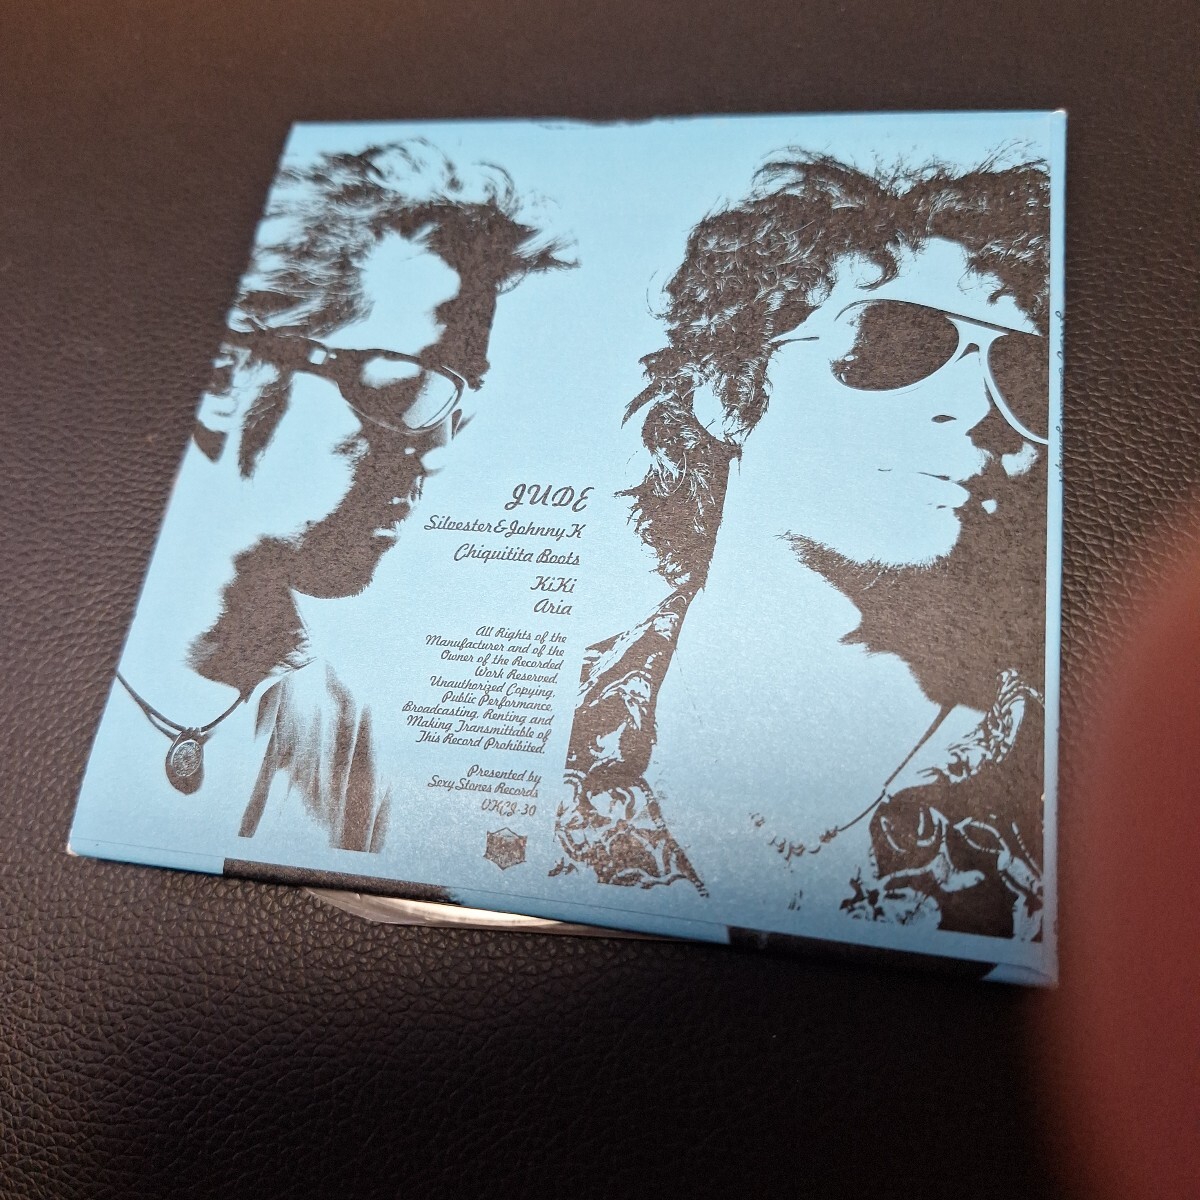 JUDE
Silvester&Johnny K
Chiquitita Boots
KiKi
Aria
All Rights of the
Manufacturer and of the
Owner of the Recorded
Work Reserved.
Unauthorized Copying,
Public Performance,
Broadcasting, Renting and
Making Transmittable of
This Record Prohibited.
Presented by
Sexy Stones Records
UKCJ-30